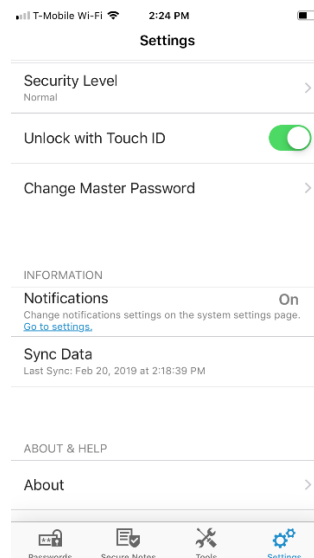 T-Mobile Wi-Fi 2:24 PM
Settings
Security Level
Normal
Unlock with Touch ID
Change Master Password
INFORMATION
Notifications On
Change notifications settings on the system settings page.
Go to settings.
Sync Data
Last Sync: Feb 20, 2019 at 2:18:39 PM
ABOUT & HELP
About
Passwords Secure Notes Tools Settings